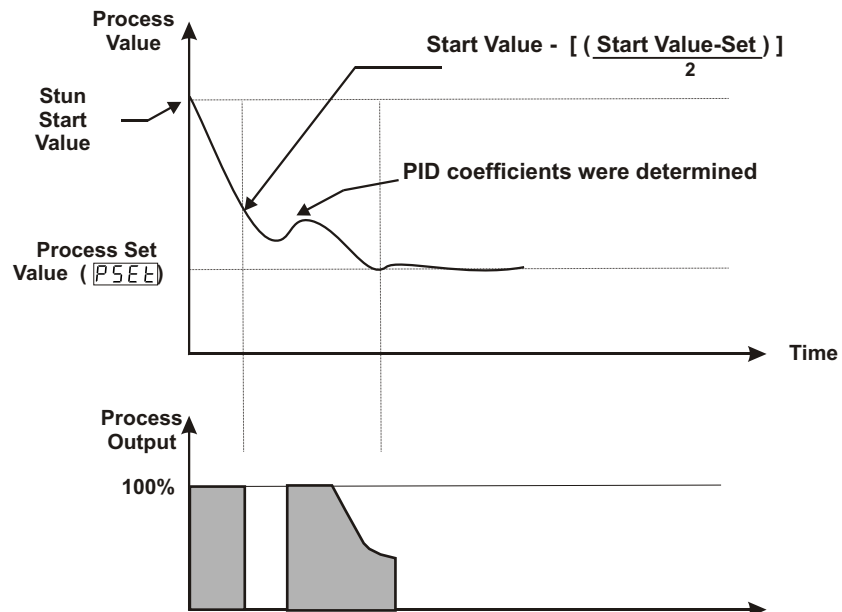 Process
Value
Start Value - [ ( Start Value-Set ) ]
2
Stun
Start
Value
PID coefficients were determined
Process Set
Value ( PSEt )
Time
Process
Output
100%